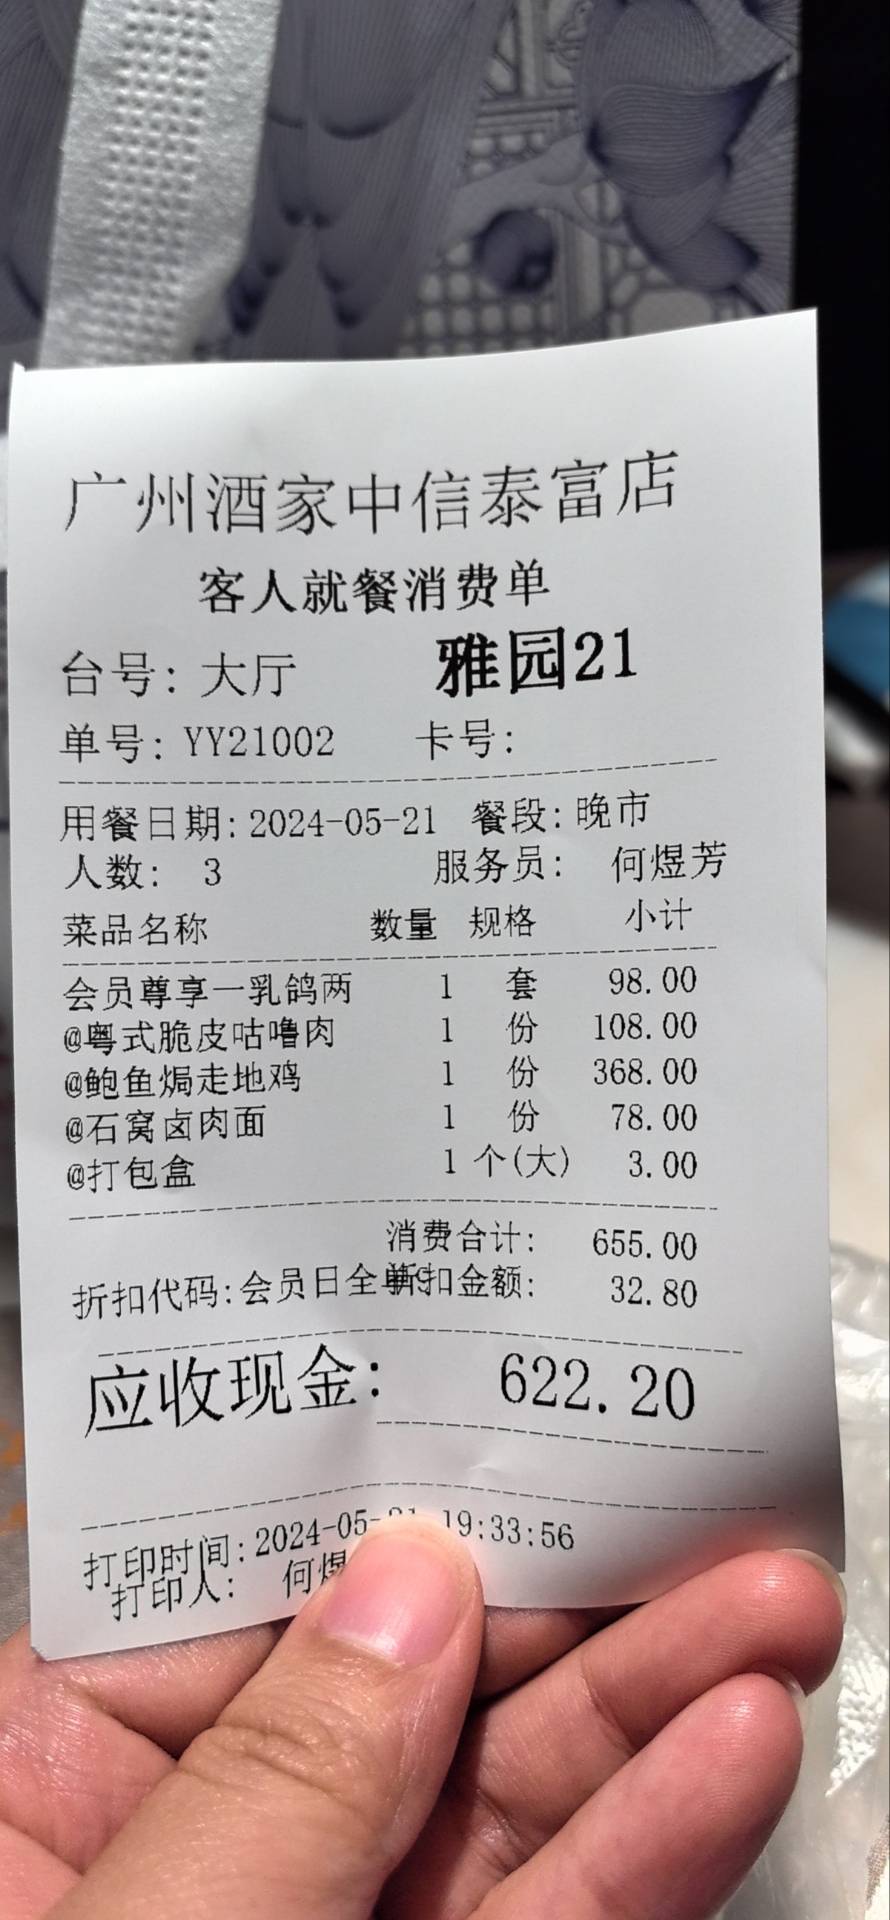 广州酒家中信泰富店
客人就餐消费单
台号: 大厅 雅园21
单号: YY21002 卡号:
用餐日期: 2024-05-21 餐段: 晚市
人数: 3 服务员: 何煜芳
菜品名称 数量 规格 小计
会员尊享一乳鸽两 1 套 98.00
@粤式脆皮咕噜肉 1 份 108.00
@鲍鱼焗走地鸡 1 份 368.00
@石窝卤肉面 1 份 78.00
@打包盒 1 个(大) 3.00
消费合计: 655.00
折扣代码:会员日全单 折扣金额: 32.80
应收现金: 622.20
打印时间:2024-05-21 19:33:56
打印人: 何煜